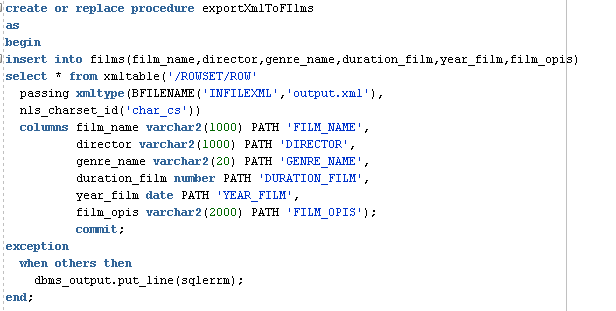 create or replace procedure exportXmlToFIlms
as
begin
insert into films(film_name,director,genre_name,duration_film,year_film,film_opis)
select * from xmltable('/ROWSET/ROW'
  passing xmltype(BFILENAME('INFILEXML','output.xml'),
  nls_charset_id('char_cs'))
  columns film_name varchar2(1000) PATH 'FILM_NAME',
          director varchar2(1000) PATH 'DIRECTOR',
          genre_name varchar2(20) PATH 'GENRE_NAME',
          duration_film number PATH 'DURATION_FILM',
          year_film date PATH 'YEAR_FILM',
          film_opis varchar2(2000) PATH 'FILM_OPIS');
          commit;
exception
  when others then
    dbms_output.put_line(sqlerrm);
end;